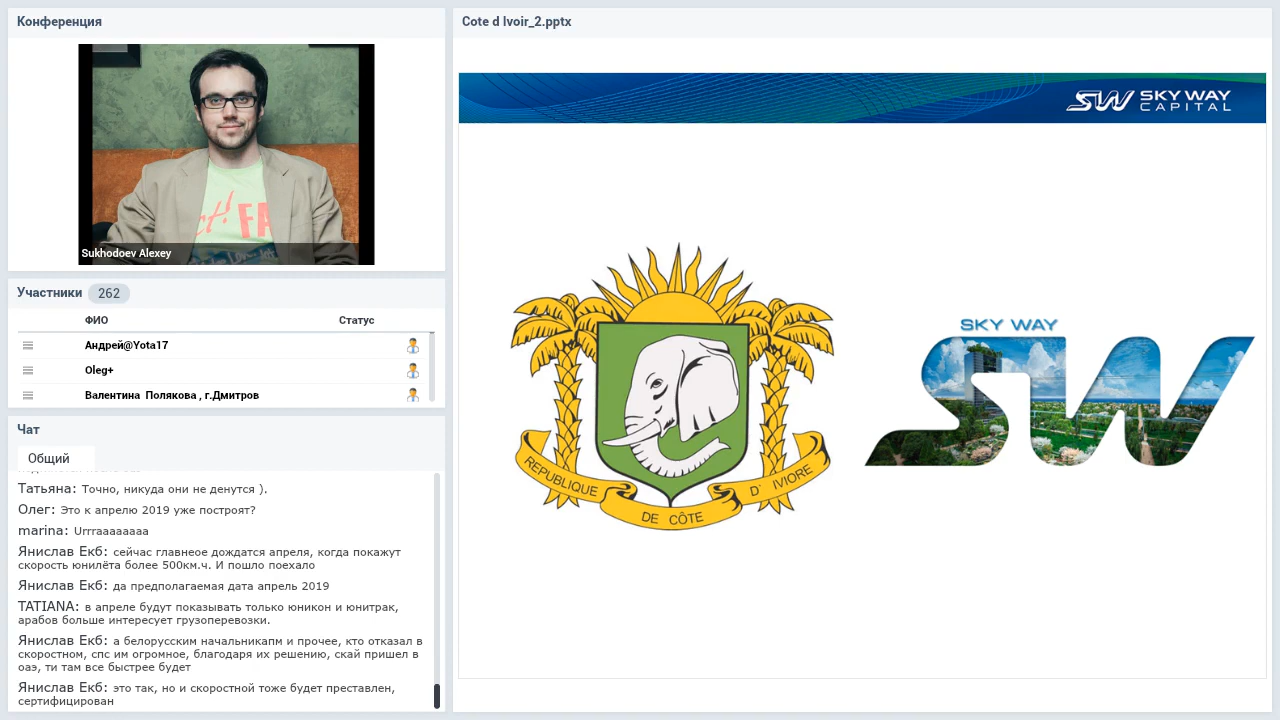 Конференция
Sukhodoev Alexey
Участники 262
ФИО Статус
Андрей@Yota17
Oleg+
Валентина Полякова , г.Дмитров
Чат
Общий
Татьяна: Точно, никуда они не денутся ).
Олег: Это к апрелю 2019 уже построят?
marina: Urrraaaaaaaa
Янислав Екб: сейчас главнеое дождатся апреля, когда покажут
скорость юнилёта более 500км.ч. И пошло поехало
Янислав Екб: да предполагаемая дата апрель 2019
TATIANA: в апреле будут показывать только юникон и юнитрак,
арабов больше интересует грузоперевозки.
Янислав Екб: а белорусским начальникапм и прочее, кто отказал в
скоростном, спс им огромное, благодаря их решению, скай пришел в
оаэ, ти там все быстрее будет
Янислав Екб: это так, но и скоростной тоже будет преставлен,
сертифицирован
Cote d Ivoir_2.pptx
SW SKY WAY
CAPITAL
REPUBLIQUE DE CÔTE D' IVIORE
SKY WAY
SW